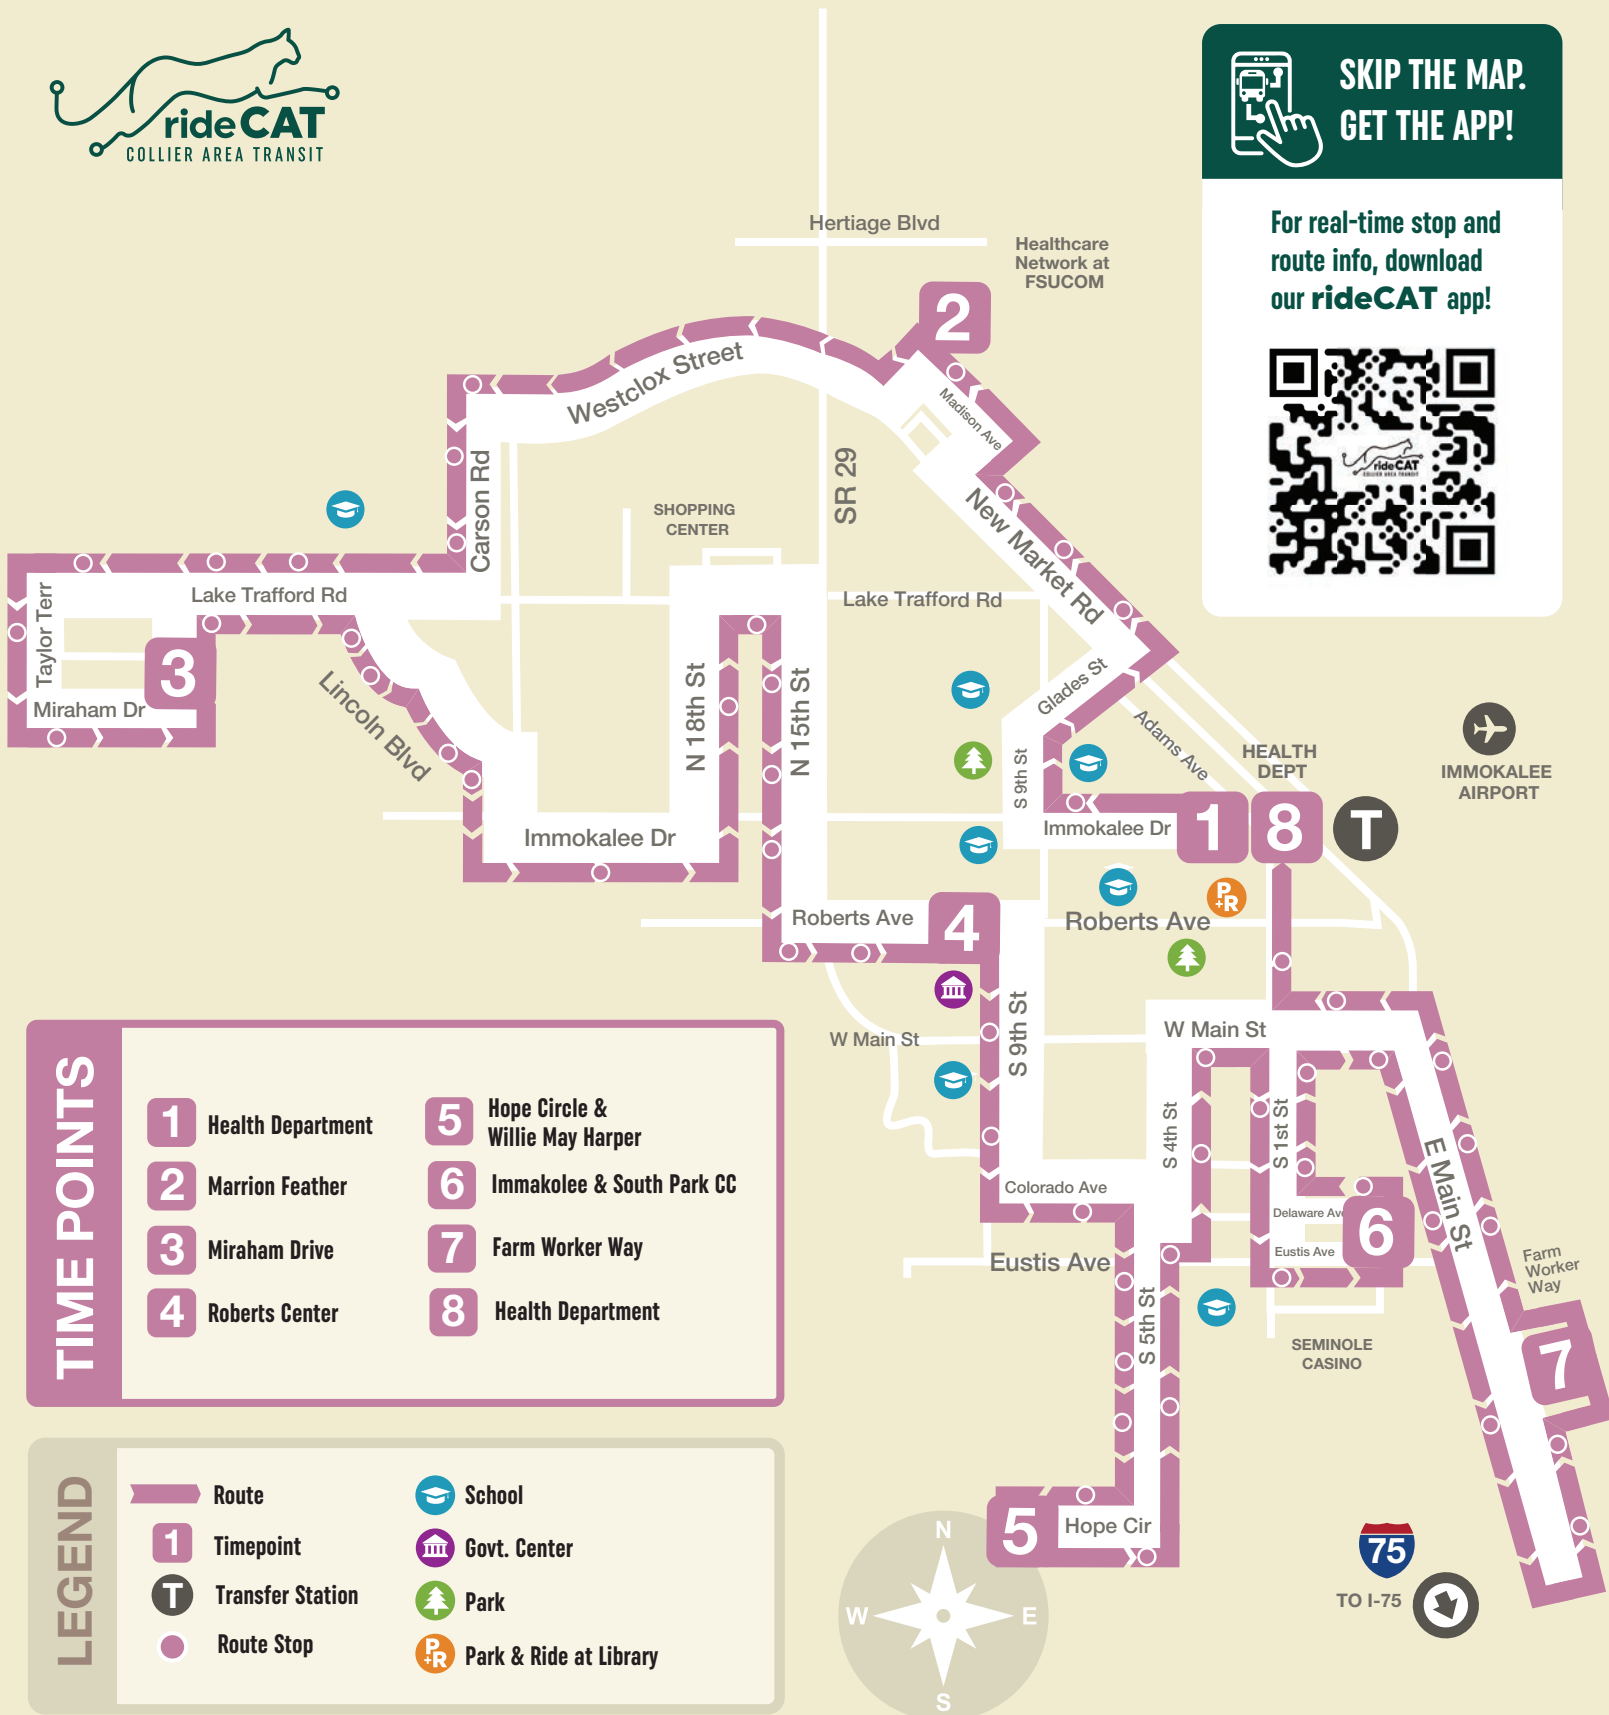 rideCAT
COLLIER AREA TRANSIT
SKIP THE MAP.
GET THE APP!
For real-time stop and
route info, download
our rideCAT app!
rideCAT
COLLIER AREA TRANSIT
Hertiage Blvd
Healthcare
Network at
FSUCOM
2
Westclox Street
Madison Ave
SR 29
Carson Rd
SHOPPING
CENTER
New Market Rd
Lake Trafford Rd
Lake Trafford Rd
Taylor Terr
3
Miraham Dr
Lincoln Blvd
N 18th St
N 15th St
Glades St
S 9th St
Adams Ave
HEALTH
DEPT
IMMOKALEE
AIRPORT
Immokalee Dr
Immokalee Dr
1
8
T
P
+R
Roberts Ave
4
Roberts Ave
W Main St
S 9th St
W Main St
S 4th St
S 1st St
E Main St
Colorado Ave
Delaware Ave
6
Eustis Ave
Eustis Ave
Farm
Worker
Way
S 5th St
SEMINOLE
CASINO
7
5
Hope Cir
75
TO I-75
N
W
E
S
TIME POINTS
1 Health Department
2 Marrion Feather
3 Miraham Drive
4 Roberts Center
5 Hope Circle &
Willie May Harper
6 Immakolee & South Park CC
7 Farm Worker Way
8 Health Department
LEGEND
Route
1 Timepoint
T Transfer Station
Route Stop
School
Govt. Center
Park
P
+R
Park & Ride at Library